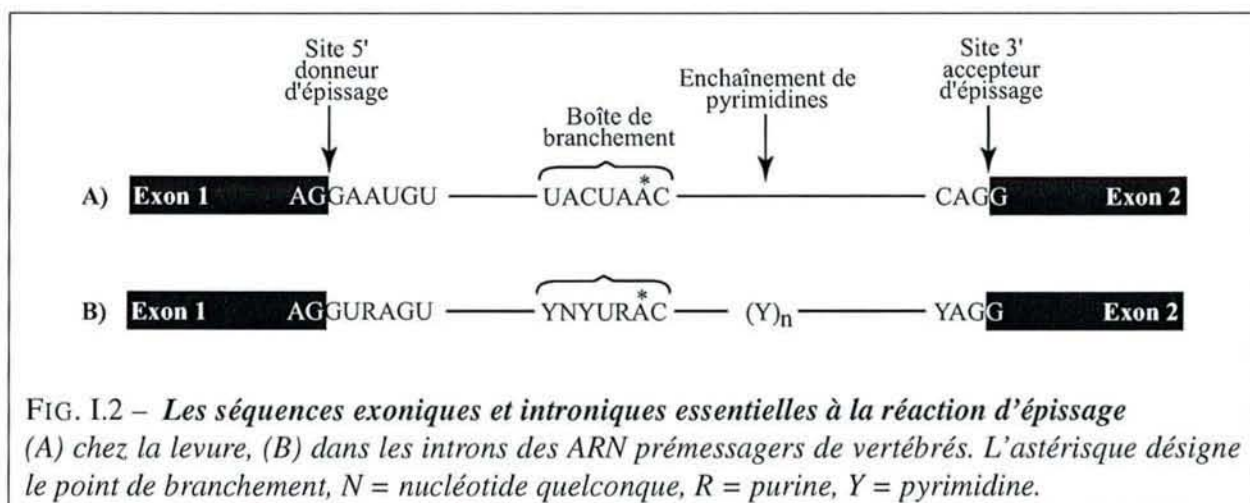 Site 5'
donneur
d'épissage
Site 3'
accepteur
d'épissage
Enchaînement de
pyrimidines
Boîte de
branchement
*
A) Exon 1 AGGAAUGU UACUAAC CAGG Exon 2
*
B) Exon 1 AGGURAGU YNYURAC (Y)n YAGG Exon 2
FIG. I.2 – Les séquences exoniques et introniques essentielles à la réaction d'épissage
(A) chez la levure, (B) dans les introns des ARN prémessagers de vertébrés. L'astérisque désigne
le point de branchement, N = nucléotide quelconque, R = purine, Y = pyrimidine.